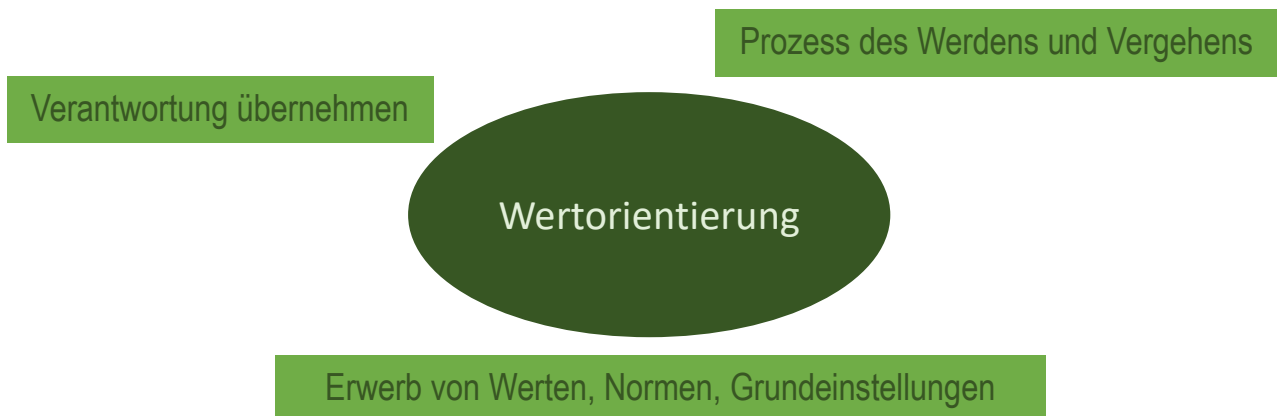 Prozess des Werdens und Vergehens
Verantwortung übernehmen
Wertorientierung
Erwerb von Werten, Normen, Grundeinstellungen